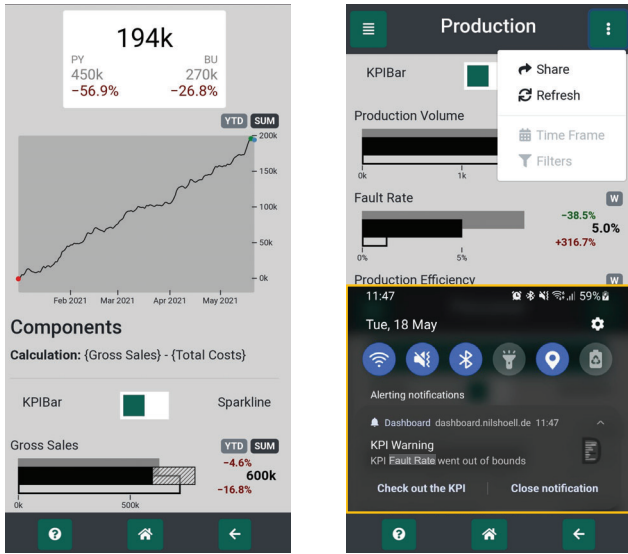 194k
PY BU
450k 270k
−56.9% −26.8%
YTD SUM
200k
150k
100k
50k
0k
Feb 2021 Mar 2021 Apr 2021 May 2021
Components
Calculation: {Gross Sales} - {Total Costs}
KPIBar Sparkline
Gross Sales YTD SUM
−4.6%
600k
−16.8%
0k 500k
Production
KPIBar
Share
Refresh
Time Frame
Filters
Production Volume
0k 1k
Fault Rate W
−38.5%
5.0%
+316.7%
0% 5%
Production Efficiency W
11:47 59%
Tue, 18 May
Alerting notifications
Dashboard dashboard.nilshoell.de 11:47
KPI Warning
KPI Fault Rate went out of bounds
Check out the KPI Close notification